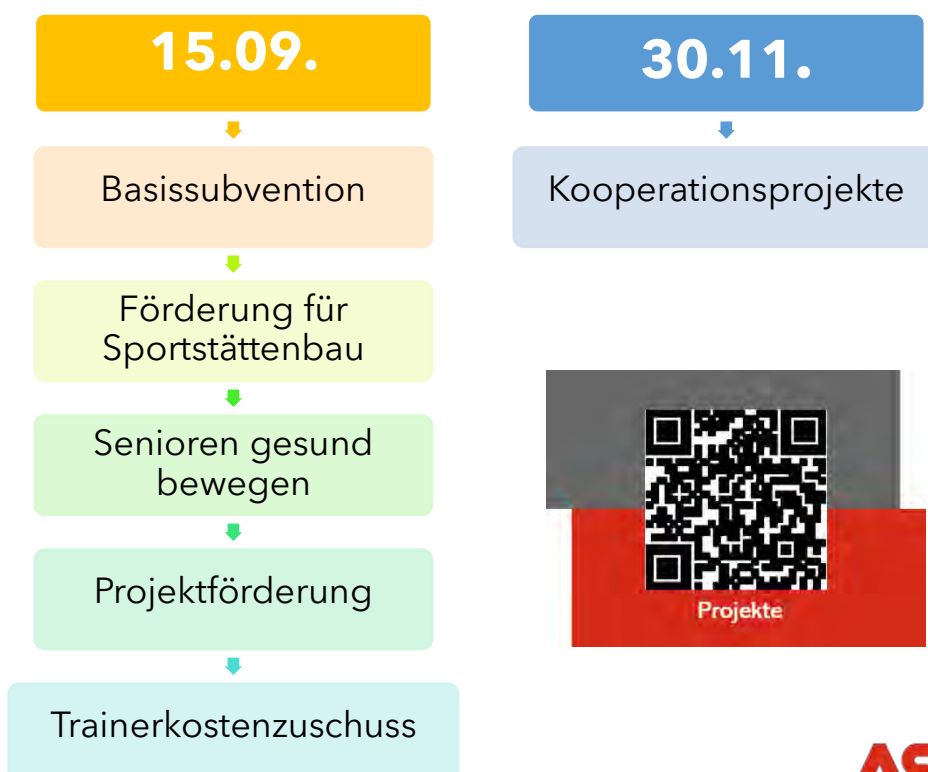 15.09.
Basissubvention
Förderung für
Sportstättenbau
Senioren gesund
bewegen
Projektförderung
Trainerkostenzuschuss
30.11.
Kooperationsprojekte
Projekte